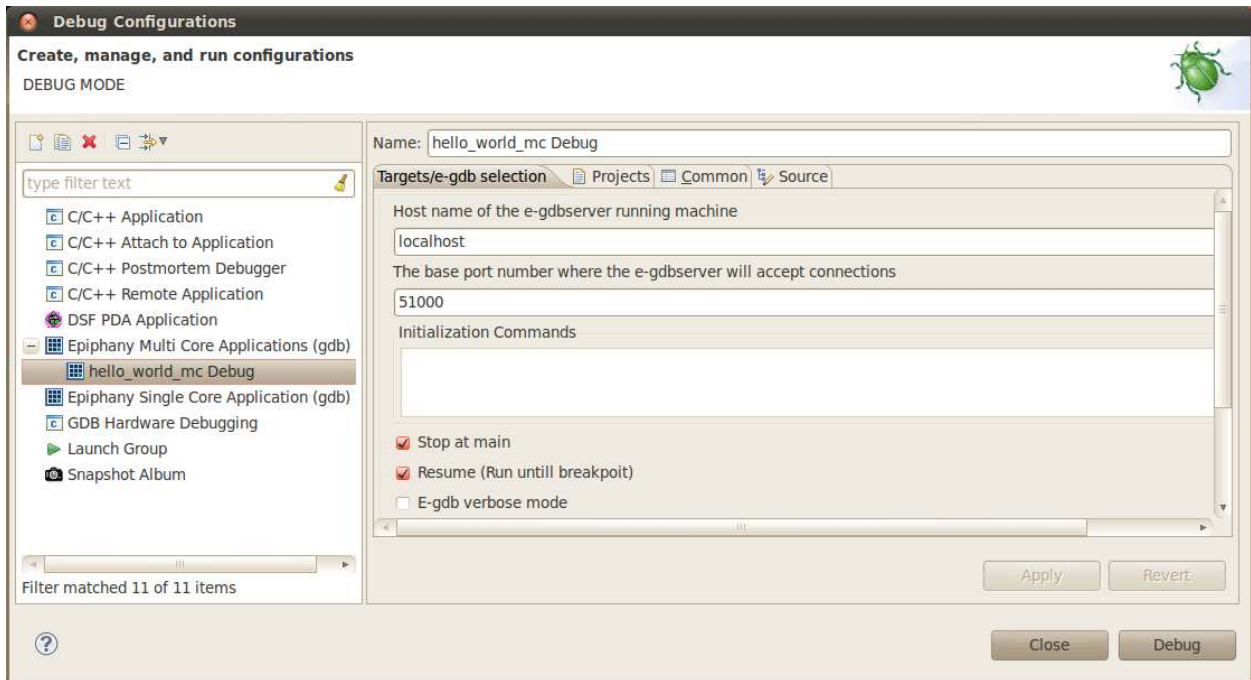 Debug Configurations
Create, manage, and run configurations
DEBUG MODE
type filter text
C/C++ Application
C/C++ Attach to Application
C/C++ Postmortem Debugger
C/C++ Remote Application
DSF PDA Application
Epiphany Multi Core Applications (gdb)
hello_world_mc Debug
Epiphany Single Core Application (gdb)
GDB Hardware Debugging
Launch Group
Snapshot Album
Filter matched 11 of 11 items
Name: hello_world_mc Debug
Targets/e-gdb selection Projects Common Source
Host name of the e-gdbserver running machine
localhost
The base port number where the e-gdbserver will accept connections
51000
Initialization Commands
Stop at main
Resume (Run untill breakpoit)
E-gdb verbose mode
Apply Revert
Close Debug